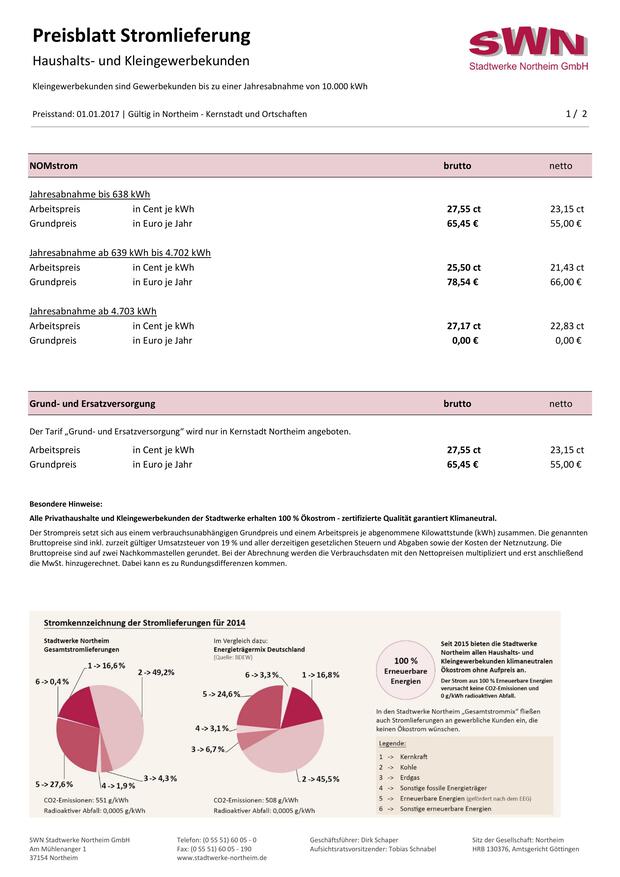 Preisblatt Stromlieferung
Haushalts- und Kleingewerbekunden
SWN
Stadtwerke Northeim GmbH
Kleingewerbekunden sind Gewerbekunden bis zu einer Jahresabnahme von 10.000 kWh
Preisstand: 01.01.2017 | Gültig in Northeim - Kernstadt und Ortschaften 1 / 2
NOMstrom brutto netto
Jahresabnahme bis 638 kWh
Arbeitspreis in Cent je kWh 27,55 ct 23,15 ct
Grundpreis in Euro je Jahr 65,45 € 55,00 €
Jahresabnahme ab 639 kWh bis 4.702 kWh
Arbeitspreis in Cent je kWh 25,50 ct 21,43 ct
Grundpreis in Euro je Jahr 78,54 € 66,00 €
Jahresabnahme ab 4.703 kWh
Arbeitspreis in Cent je kWh 27,17 ct 22,83 ct
Grundpreis in Euro je Jahr 0,00 € 0,00 €
Grund- und Ersatzversorgung brutto netto
Der Tarif „Grund- und Ersatzversorgung“ wird nur in Kernstadt Northeim angeboten.
Arbeitspreis in Cent je kWh 27,55 ct 23,15 ct
Grundpreis in Euro je Jahr 65,45 € 55,00 €
Besondere Hinweise:
Alle Privathaushalte und Kleingewerbekunden der Stadtwerke erhalten 100 % Ökostrom - zertifizierte Qualität garantiert Klimaneutral.
Der Strompreis setzt sich aus einem verbrauchsunabhängigen Grundpreis und einem Arbeitspreis je abgenommene Kilowattstunde (kWh) zusammen. Die genannten
Bruttopreise sind inkl. zurzeit gültiger Umsatzsteuer von 19 % und aller derzeitigen gesetzlichen Steuern und Abgaben sowie der Kosten der Netznutzung. Die
Bruttopreise sind auf zwei Nachkommastellen gerundet. Bei der Abrechnung werden die Verbrauchsdaten mit den Nettopreisen multipliziert und erst anschließend
die MwSt. hinzugerechnet. Dabei kann es zu Rundungsdifferenzen kommen.
Stromkennzeichnung der Stromlieferungen für 2014
Stadtwerke Northeim
Gesamtstromlieferungen
1 -> 16,6%
2 -> 49,2%
6 -> 0,4%
5 -> 27,6%
4 -> 1,9%
3 -> 4,3%
CO2-Emissionen: 551 g/kWh
Radioaktiver Abfall: 0,0005 g/kWh
Im Vergleich dazu:
Energieträgermix Deutschland
(Quelle: BDEW)
6 -> 3,3%
1 -> 16,8%
5 -> 24,6%
4 -> 3,1%
3 -> 6,7%
2 -> 45,5%
CO2-Emissionen: 508 g/kWh
Radioaktiver Abfall: 0,0005 g/kWh
100 %
Erneuerbare
Energien
Seit 2015 bieten die Stadtwerke
Northeim allen Haushalts- und
Kleingewerbekunden klimaneutralen
Ökostrom ohne Aufpreis an.
Der Strom aus 100 % Erneuerbare Energien
verursacht keine CO2-Emissionen und
0 g/kWh radioaktiven Abfall.
In den Stadtwerke Northeim „Gesamtstrommix“ fließen
auch Stromlieferungen an gewerbliche Kunden ein, die
keinen Ökostrom wünschen.
Legende:
1 -> Kernkraft
2 -> Kohle
3 -> Erdgas
4 -> Sonstige fossile Energieträger
5 -> Erneuerbare Energien (gefördert nach dem EEG)
6 -> Sonstige erneuerbare Energien
SWN Stadtwerke Northeim GmbH
Am Mühlenanger 1
37154 Northeim
Telefon: (0 55 51) 60 05 - 0
Fax: (0 55 51) 60 05 - 190
www.stadtwerke-northeim.de
Geschäftsführer: Dirk Schaper
Aufsichtsratsvorsitzender: Tobias Schnabel
Sitz der Gesellschaft: Northeim
HRB 130376, Amtsgericht Göttingen